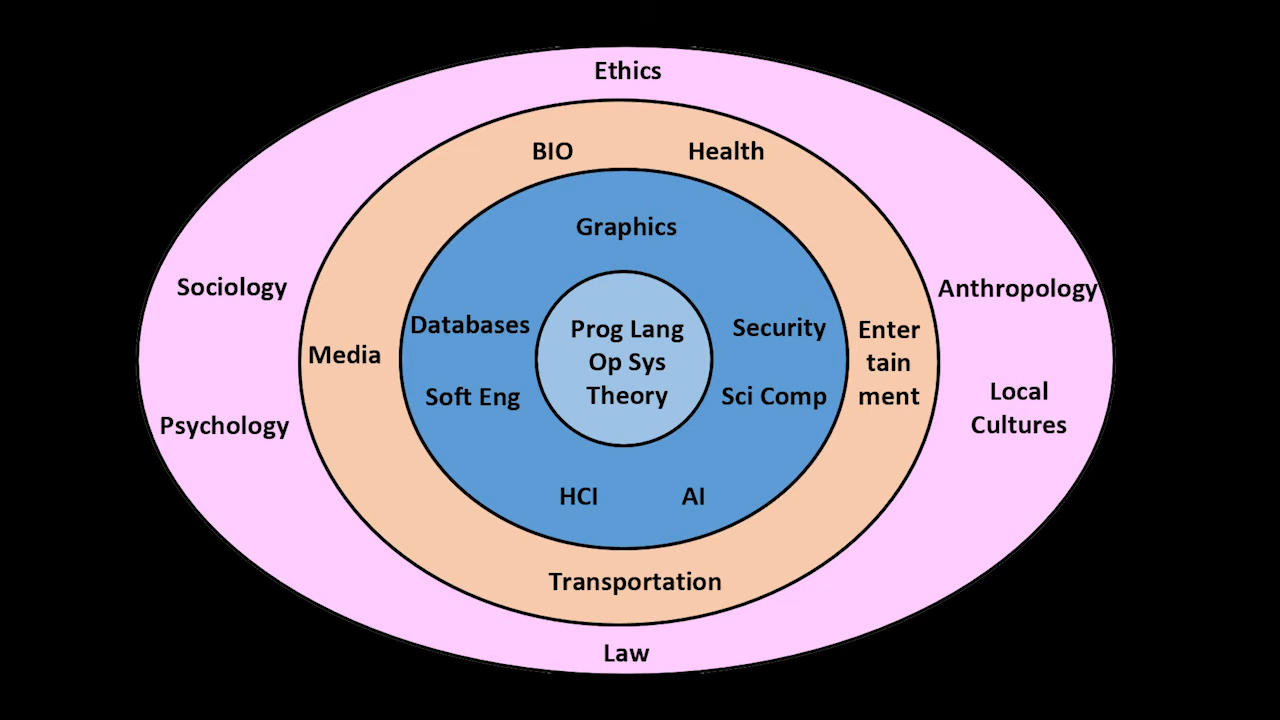 Ethics
BIO
Health
Graphics
Sociology
Anthropology
Databases
Prog Lang
Op Sys
Theory
Security
Media
Enter
tain
ment
Soft Eng
Sci Comp
Local
Cultures
Psychology
HCI
AI
Transportation
Law